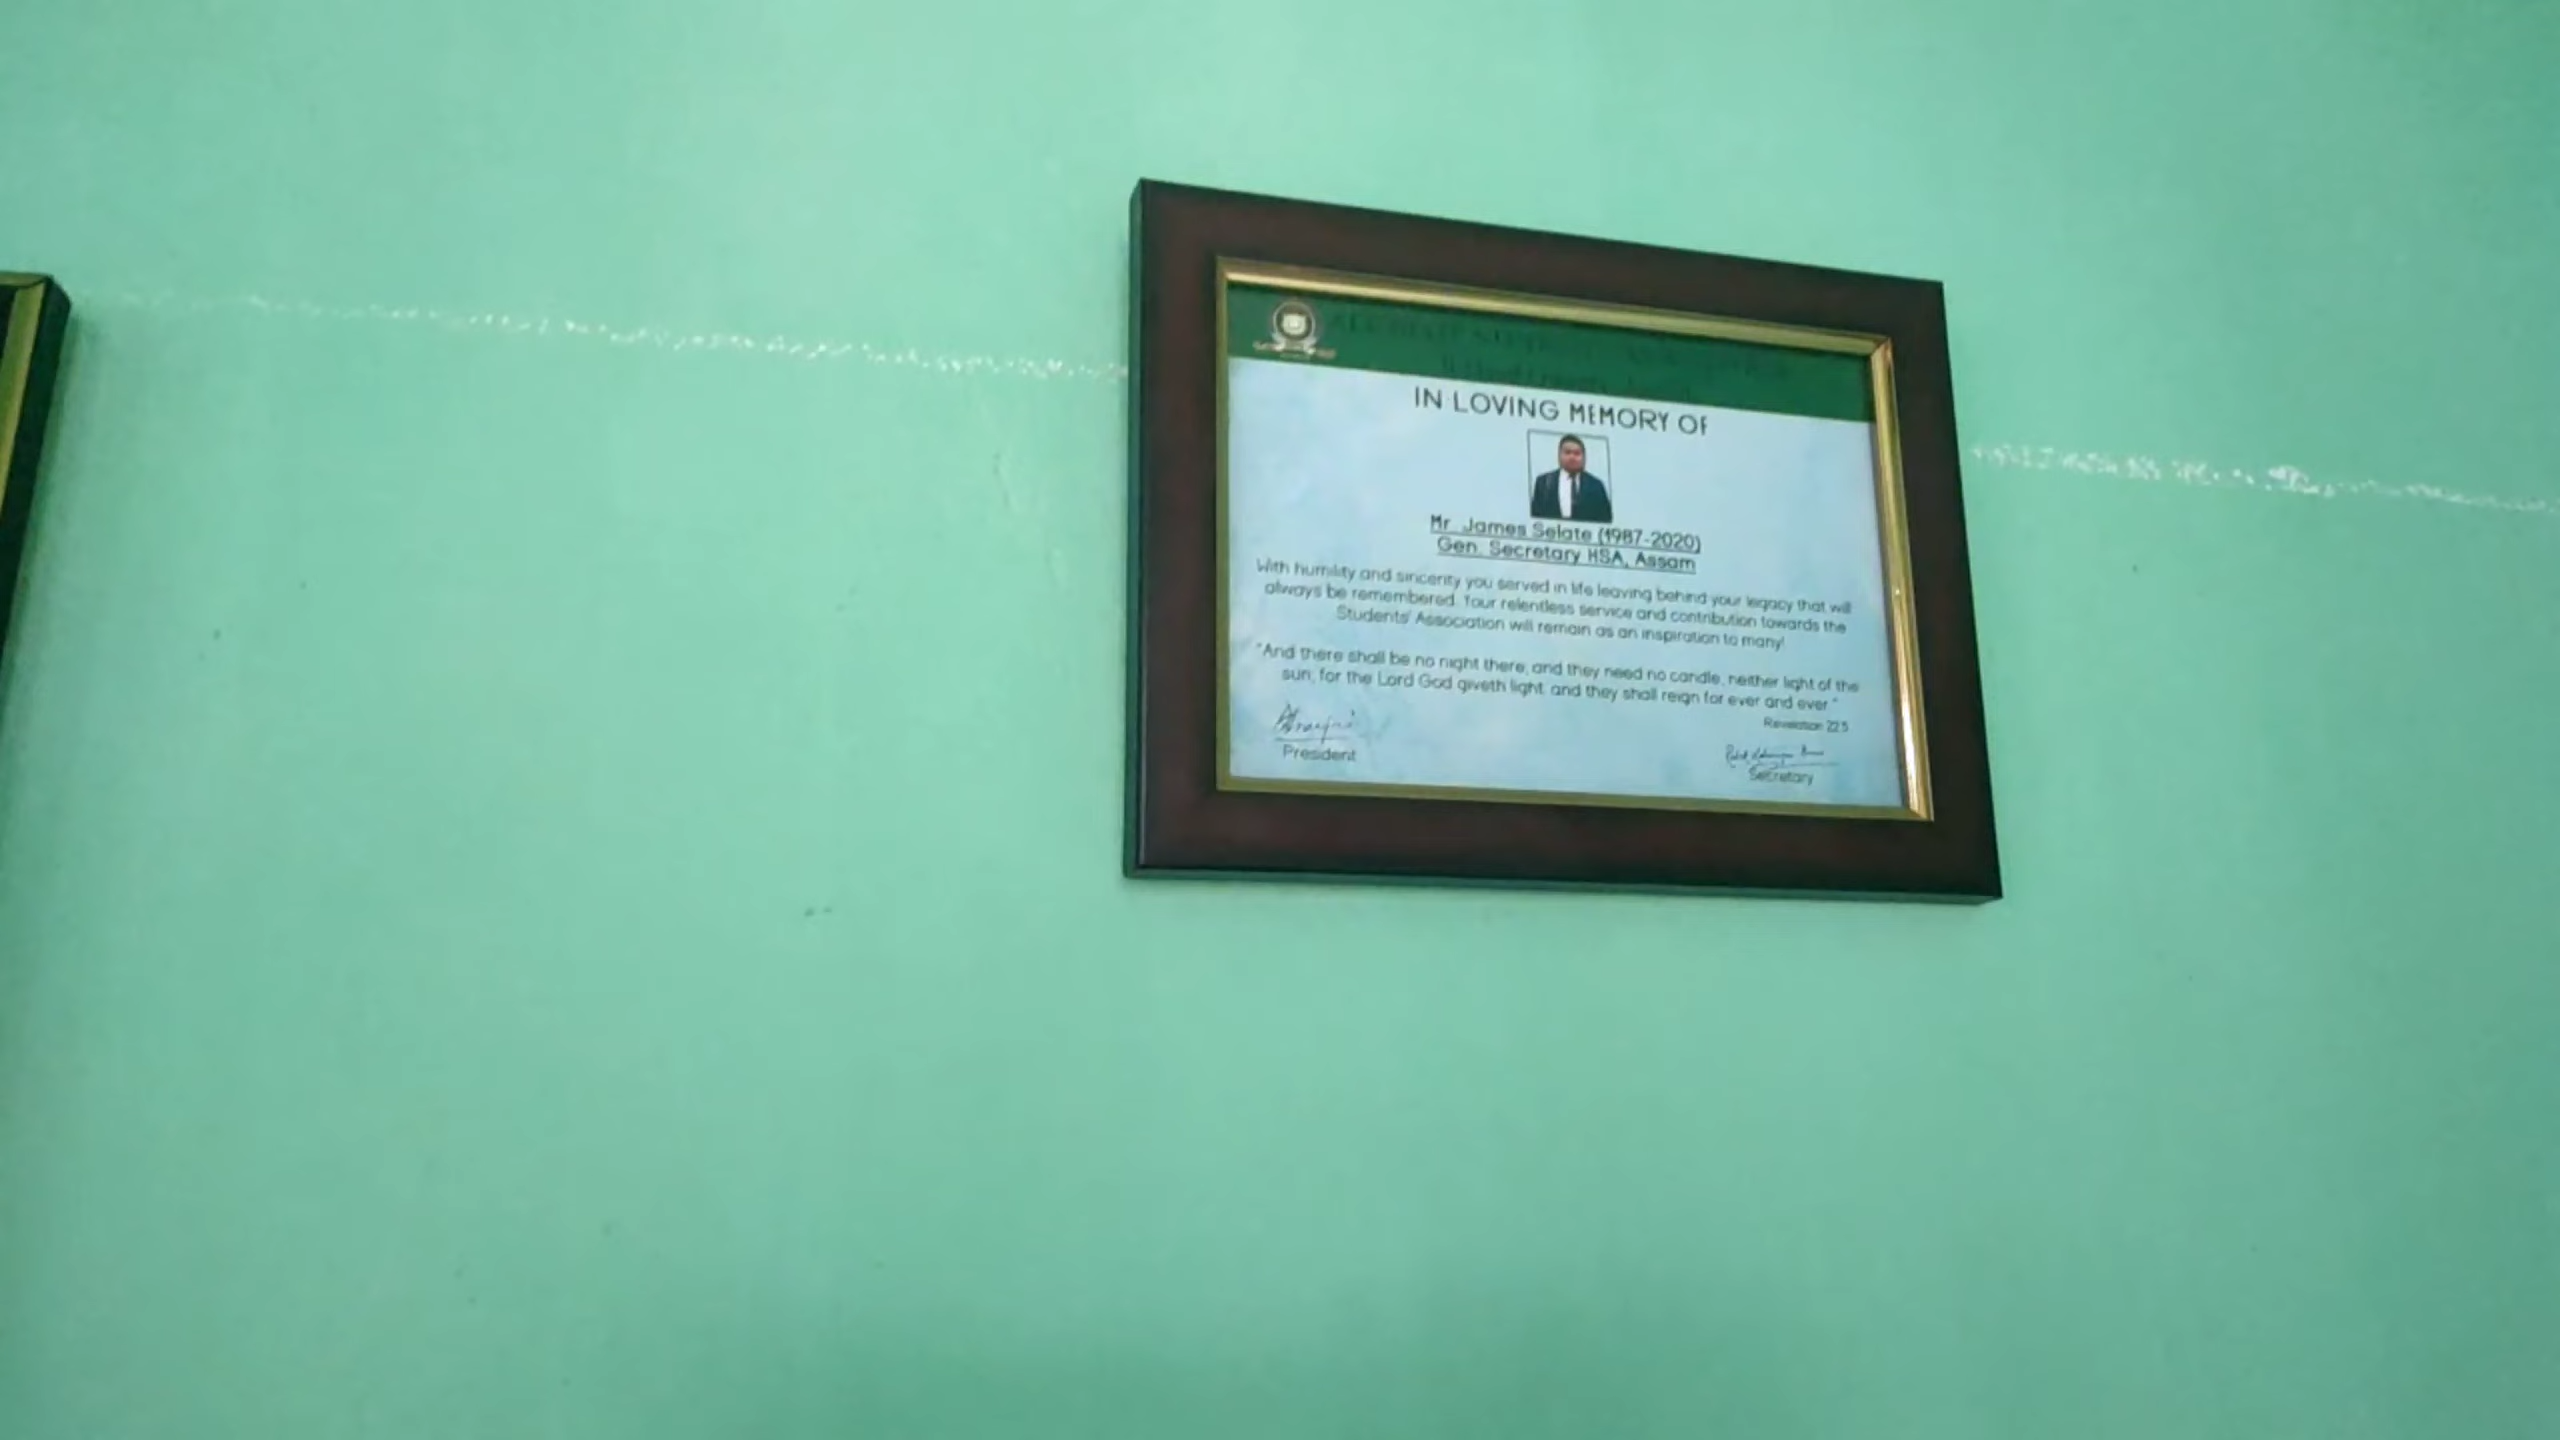 IN LOVING MEMORY OF
Mr. James Selate (1987-2020)
Gen. Secretary HSA, Assam
With humility and sincerity you served in life leaving behind your legacy that will
always be remembered. Your relentless service and contribution towards the
Students' Association will remain as an inspiration to many!
"And there shall be no night there, and they need no candle, neither light of the
sun; for the Lord God giveth light: and they shall reign for ever and ever."
Revelation 22:5
President
Secretary